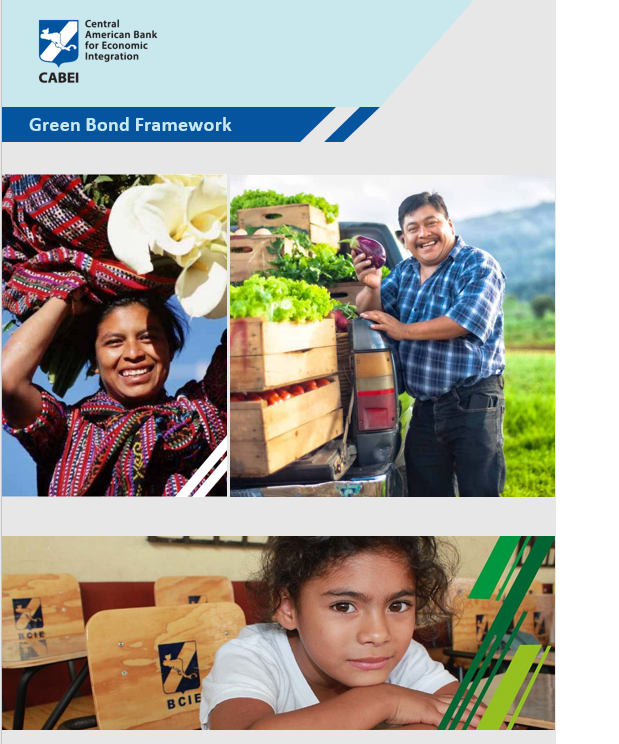 Central
American Bank
for Economic
Integration
CABEI
Green Bond Framework
BCIE
BCIE